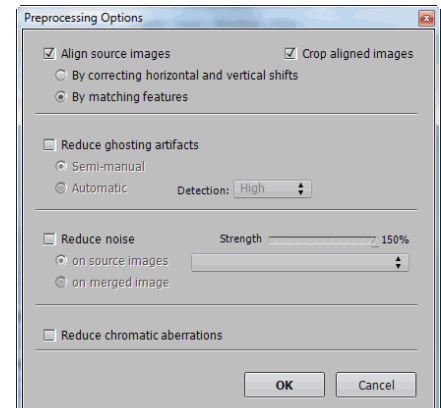 Preprocessing Options
Align source images Crop aligned images
By correcting horizontal and vertical shifts
By matching features
Reduce ghosting artifacts
Semi-manual
Automatic Detection: High
Reduce noise Strength 150%
on source images
on merged image
Reduce chromatic aberrations
OK Cancel